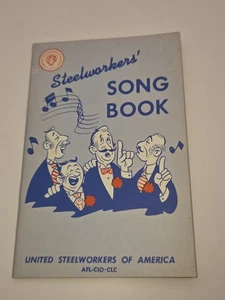 Steelworkers'
SONG
BOOK
UNITED STEELWORKERS OF AMERICA
AFL-CIO-CLC